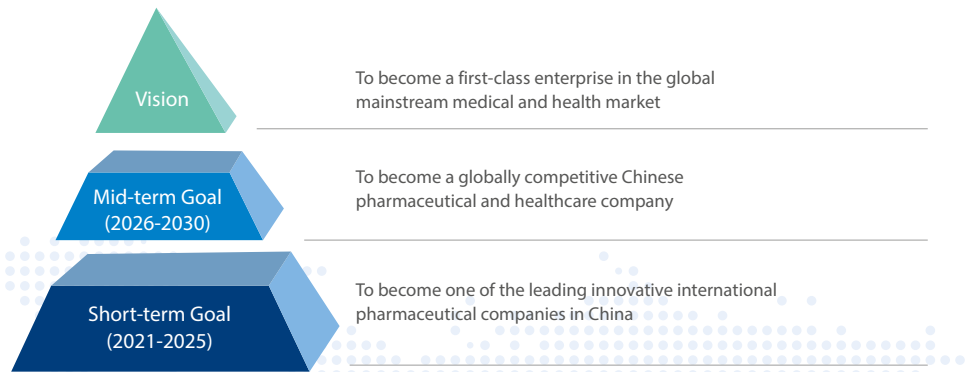 Vision
To become a first-class enterprise in the global
mainstream medical and health market
Mid-term Goal
(2026-2030)
To become a globally competitive Chinese
pharmaceutical and healthcare company
Short-term Goal
(2021-2025)
To become one of the leading innovative international
pharmaceutical companies in China